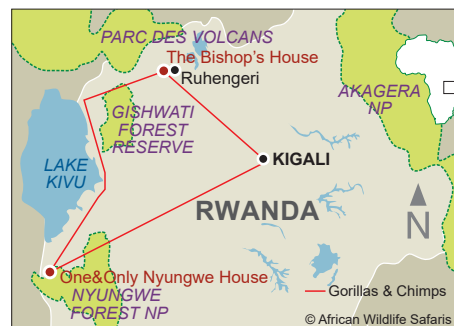 PARC DES VOLCANS
The Bishop's House
Ruhengeri
AKAGERA
NP
GISHWATI
FOREST
RESERVE
LAKE
KIVU
KIGALI
RWANDA
N
One&Only Nyungwe House
NYUNGWE
FOREST NP
Gorillas & Chimps
© African Wildlife Safaris